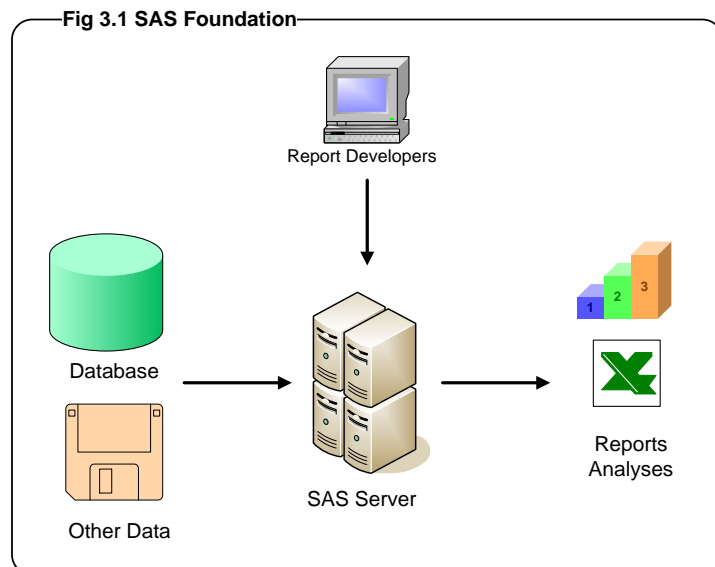 Fig 3.1 SAS Foundation
Report Developers
Database
Other Data
SAS Server
1
2
3
Reports
Analyses